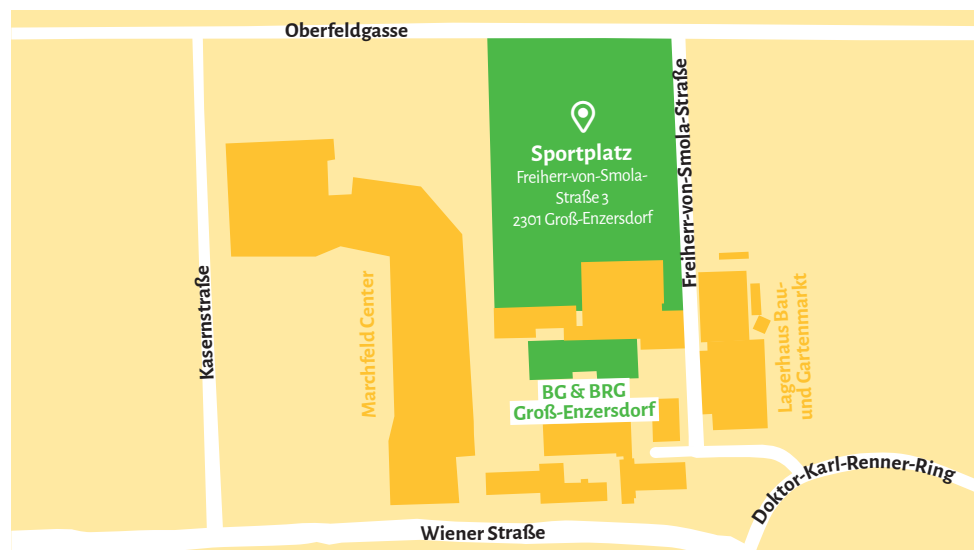 Oberfeldgasse
Sportplatz
Freiherr-von-Smola-
Straße 3
2301 Groß-Enzersdorf
Freiherr-von-Smola-Straße
Kasernstraße
Marchfeld Center
Lagerhaus Bau-
und Gartenmarkt
BG & BRG
Groß-Enzersdorf
Doktor-Karl-Renner-Ring
Wiener Straße